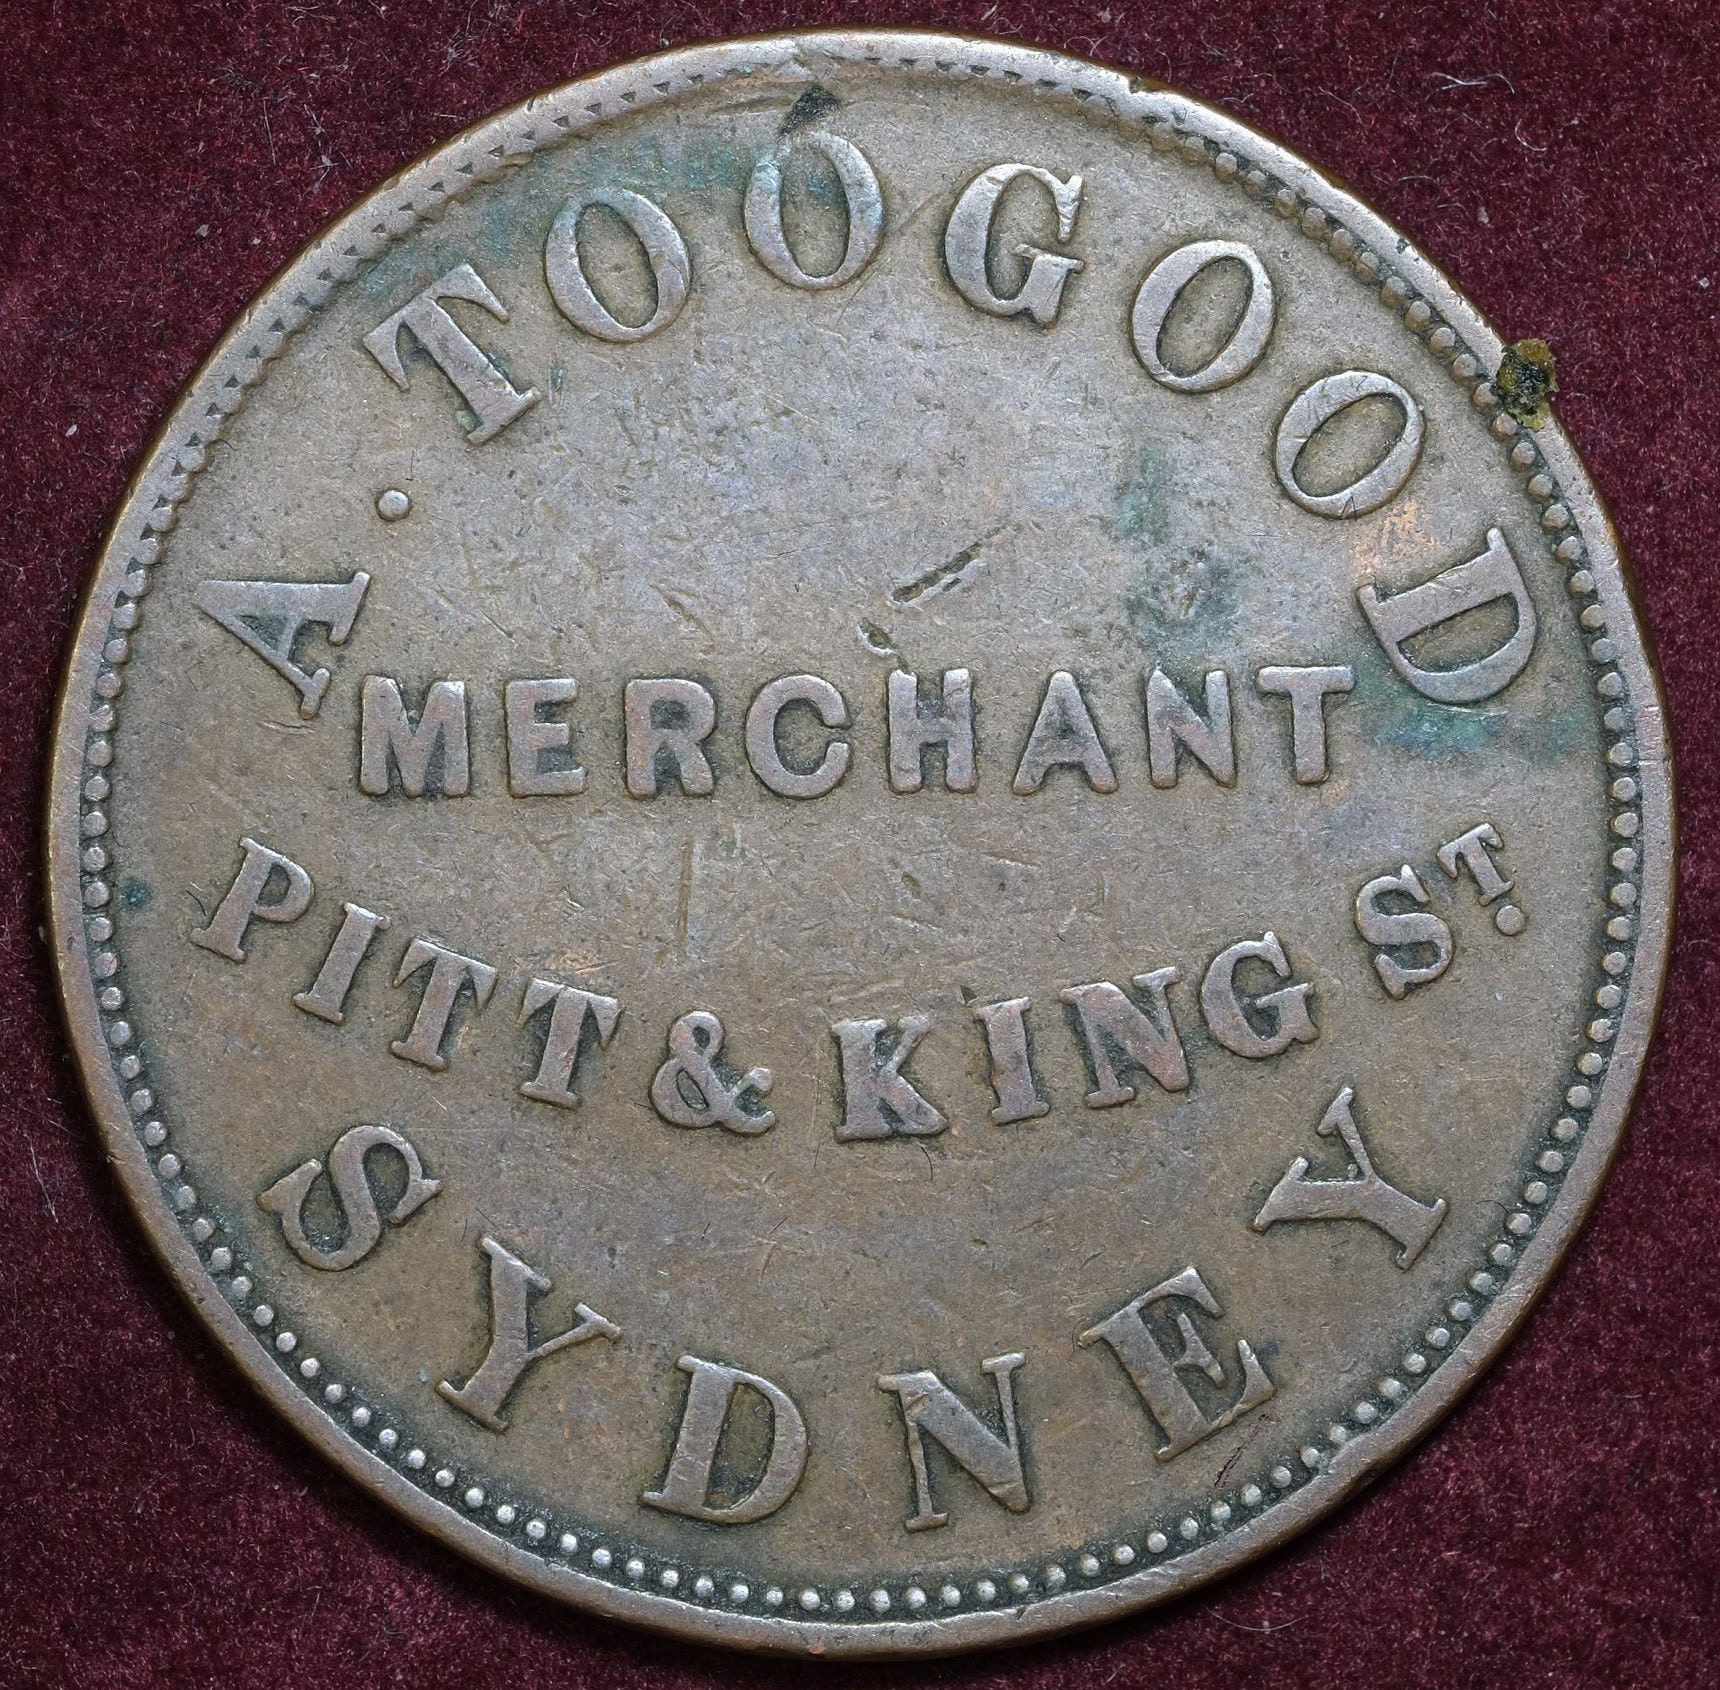 A. TOOGOOD
MERCHANT
PITT & KING ST.
SYDNEY